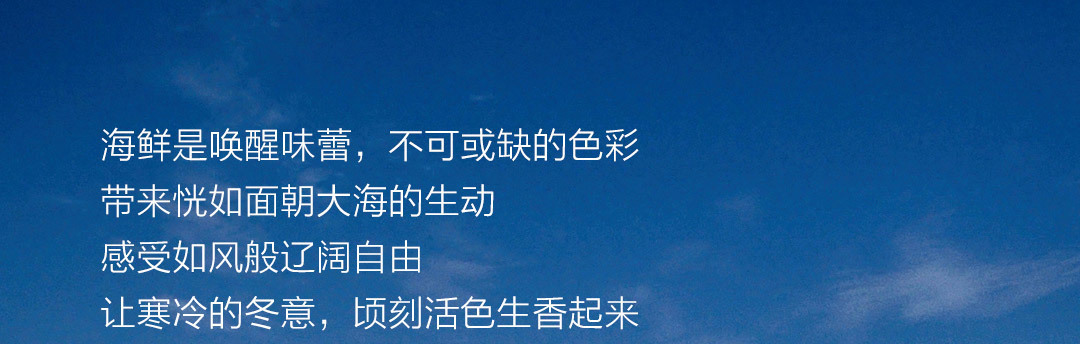 海鲜是唤醒味蕾，不可或缺的色彩
带来恍如面朝大海的生动
感受如风般辽阔自由
让寒冷的冬意，顷刻活色生香起来